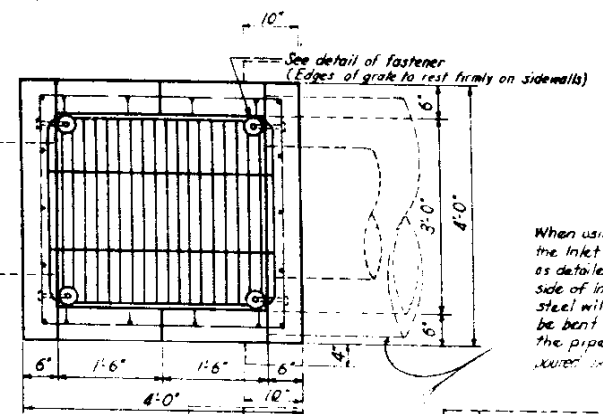 10"
See detail of fastener
(Edges of grate to rest firmly on sidewalls)
6"
3'-0"
4'-0"
6"
When usi
the Inlet
as detaile
side of in
steel wil
be bent
the pipe
poured
4"
6"
1'-6"
1'-6"
6"
4'-0"
10"